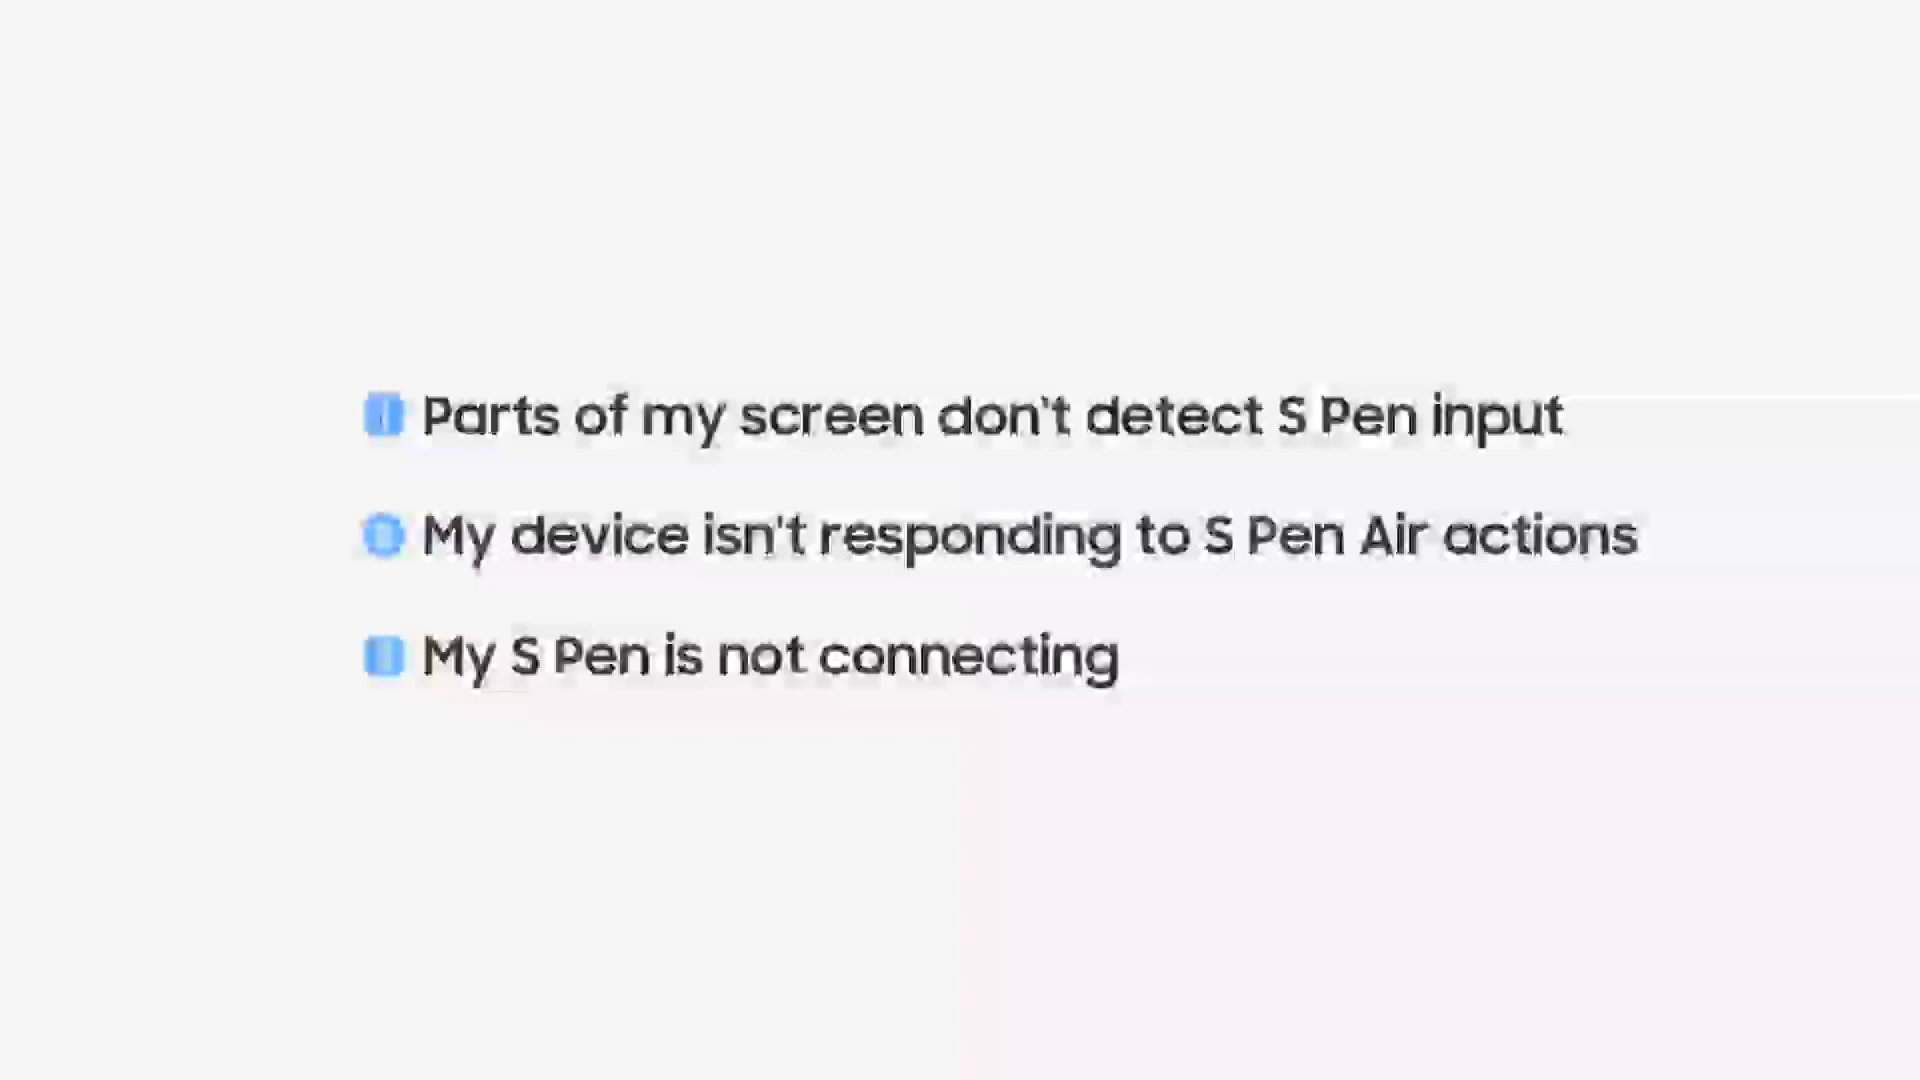 Parts of my screen don't detect S Pen input
My device isn't responding to S Pen Air actions
My S Pen is not connecting